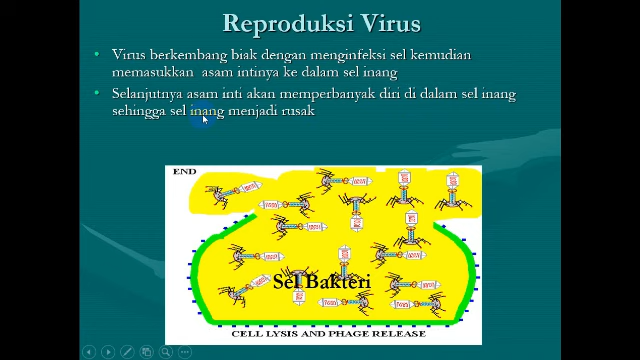 Reproduksi Virus
• Virus berkembang biak dengan menginfeksi sel kemudian
memasukkan asam intinya ke dalam sel inang
• Selanjutnya asam inti akan memperbanyak diri di dalam sel inang
sehingga sel inang menjadi rusak
END
Sel Bakteri
CELL LYSIS AND PHAGE RELEASE